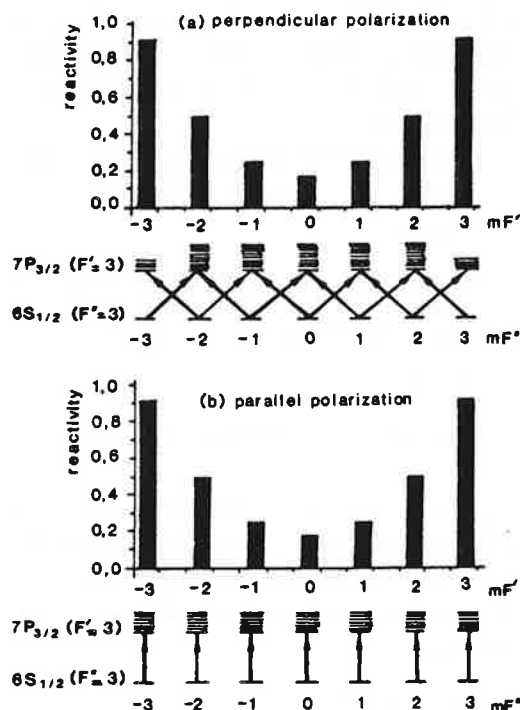 (a) perpendicular polarization
reactivity
1,0
0,8
0,6
0,4
0,2
0,0
-3 -2 -1 0 1 2 3 mF'
7P3/2 (F'=3)
6S1/2 (F"=3)
-3 -2 -1 0 1 2 3 mF"
(b) parallel polarization
reactivity
1,0
0,8
0,6
0,4
0,2
0,0
-3 -2 -1 0 1 2 3 mF'
7P3/2 (F'= 3)
6S1/2 (F"= 3)
-3 -2 -1 0 1 2 3 mF"